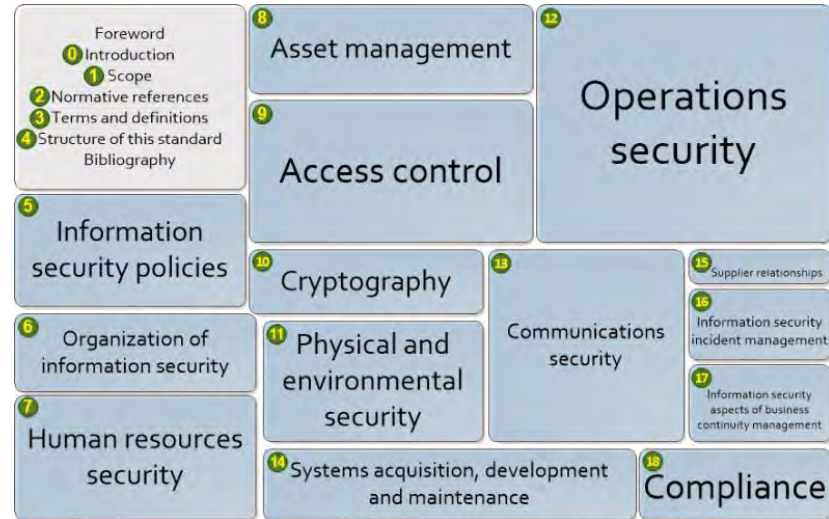 Foreword
0 Introduction
1 Scope
2 Normative references
3 Terms and definitions
4 Structure of this standard
Bibliography
5
Information
security policies
6
Organization of
information security
7
Human resources
security
8
Asset management
9
Access control
10
Cryptography
11
Physical and
environmental
security
12
Operations
security
13
Communications
security
14 Systems acquisition, development
and maintenance
15
Supplier relationships
16
Information security
incident management
17
Information security
aspects of business
continuity management
18
Compliance